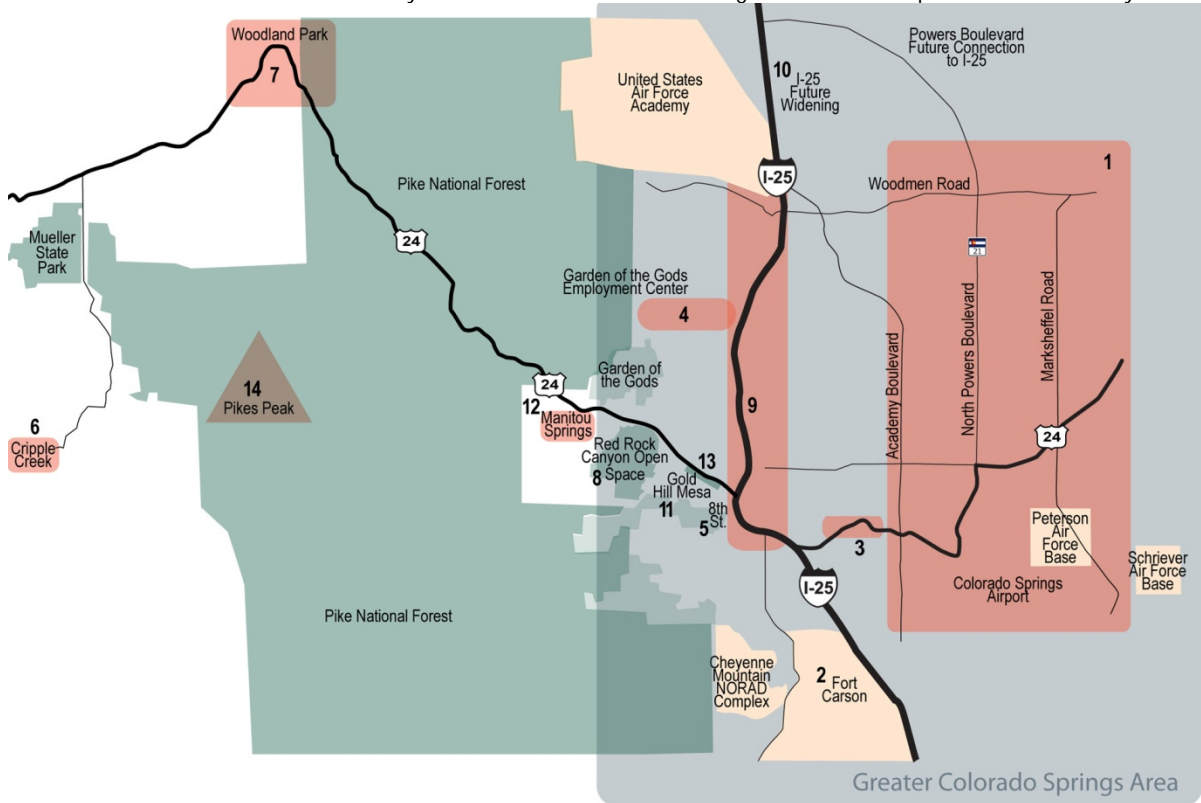 Woodland Park
7
United States
Air Force
Academy
10
I-25
Future
Widening
Powers Boulevard
Future Connection
to I-25
1
I-25
Woodmen Road
Pike National Forest
24
Mueller
State
Park
21
Garden of the Gods
Employment Center
4
Academy Boulevard
North Powers Boulevard
Marksheffel Road
14
Pikes Peak
Garden of
the Gods
24
12
Manitou
Springs
9
6
Cripple
Creek
Red Rock
Canyon Open
8 Space
13
Gold
Hill Mesa
11
8th
5 St.
24
3
Peterson
Air
Force
Base
Schriever
Air Force
Base
I-25
Colorado Springs
Airport
Pike National Forest
Cheyenne
Mountain
NORAD
Complex
2 Fort
Carson
Greater Colorado Springs Area